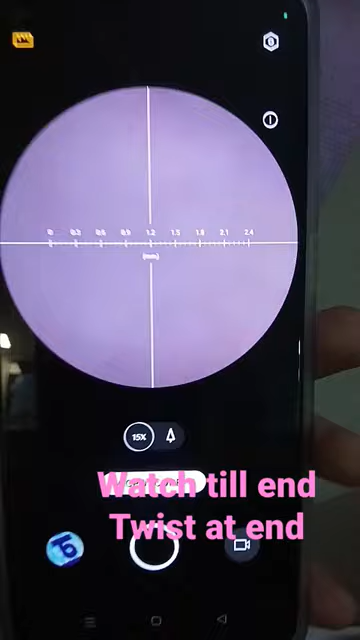 0 0.3 0.6 0.9 1.2 1.5 1.8 2.1 2.4
(mm)
15%
Watch till end
Twist at end